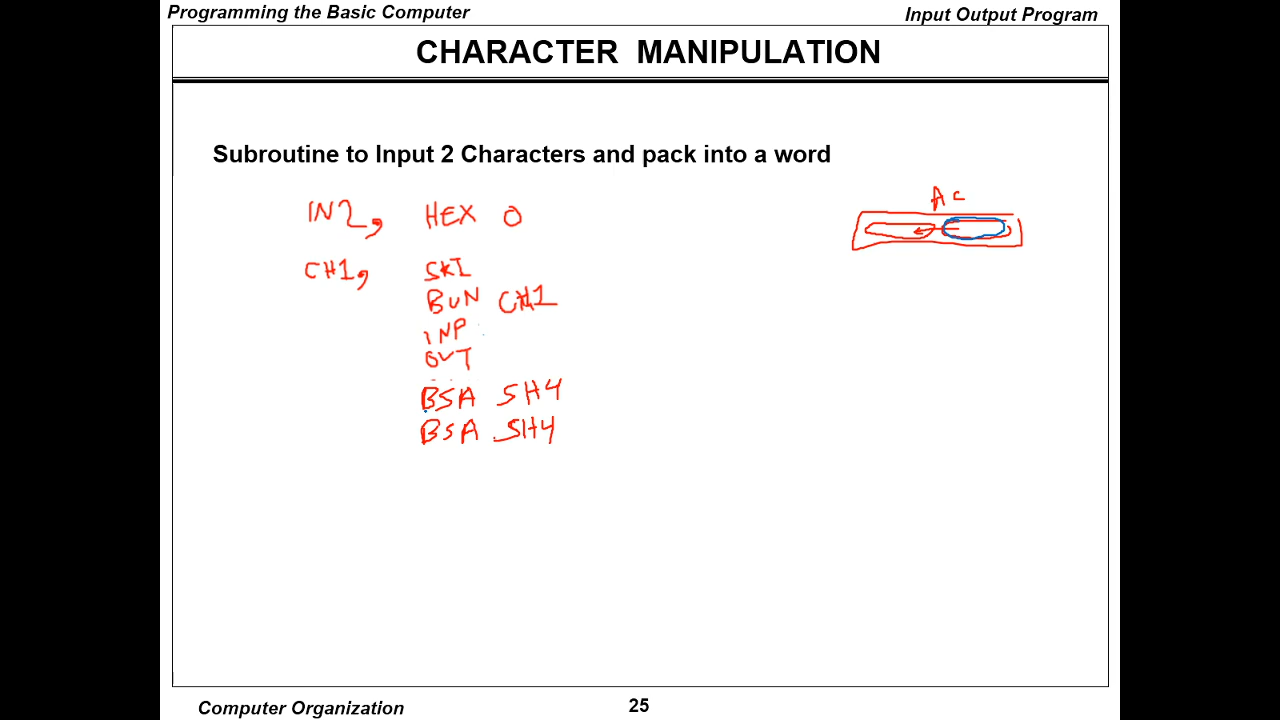 Programming the Basic Computer
Input Output Program
CHARACTER MANIPULATION
Subroutine to Input 2 Characters and pack into a word
AC
IN2, HEX 0
CH1, SKI
BUN CH1
INP
OUT
BSA SH4
BSA SH4
Computer Organization
25